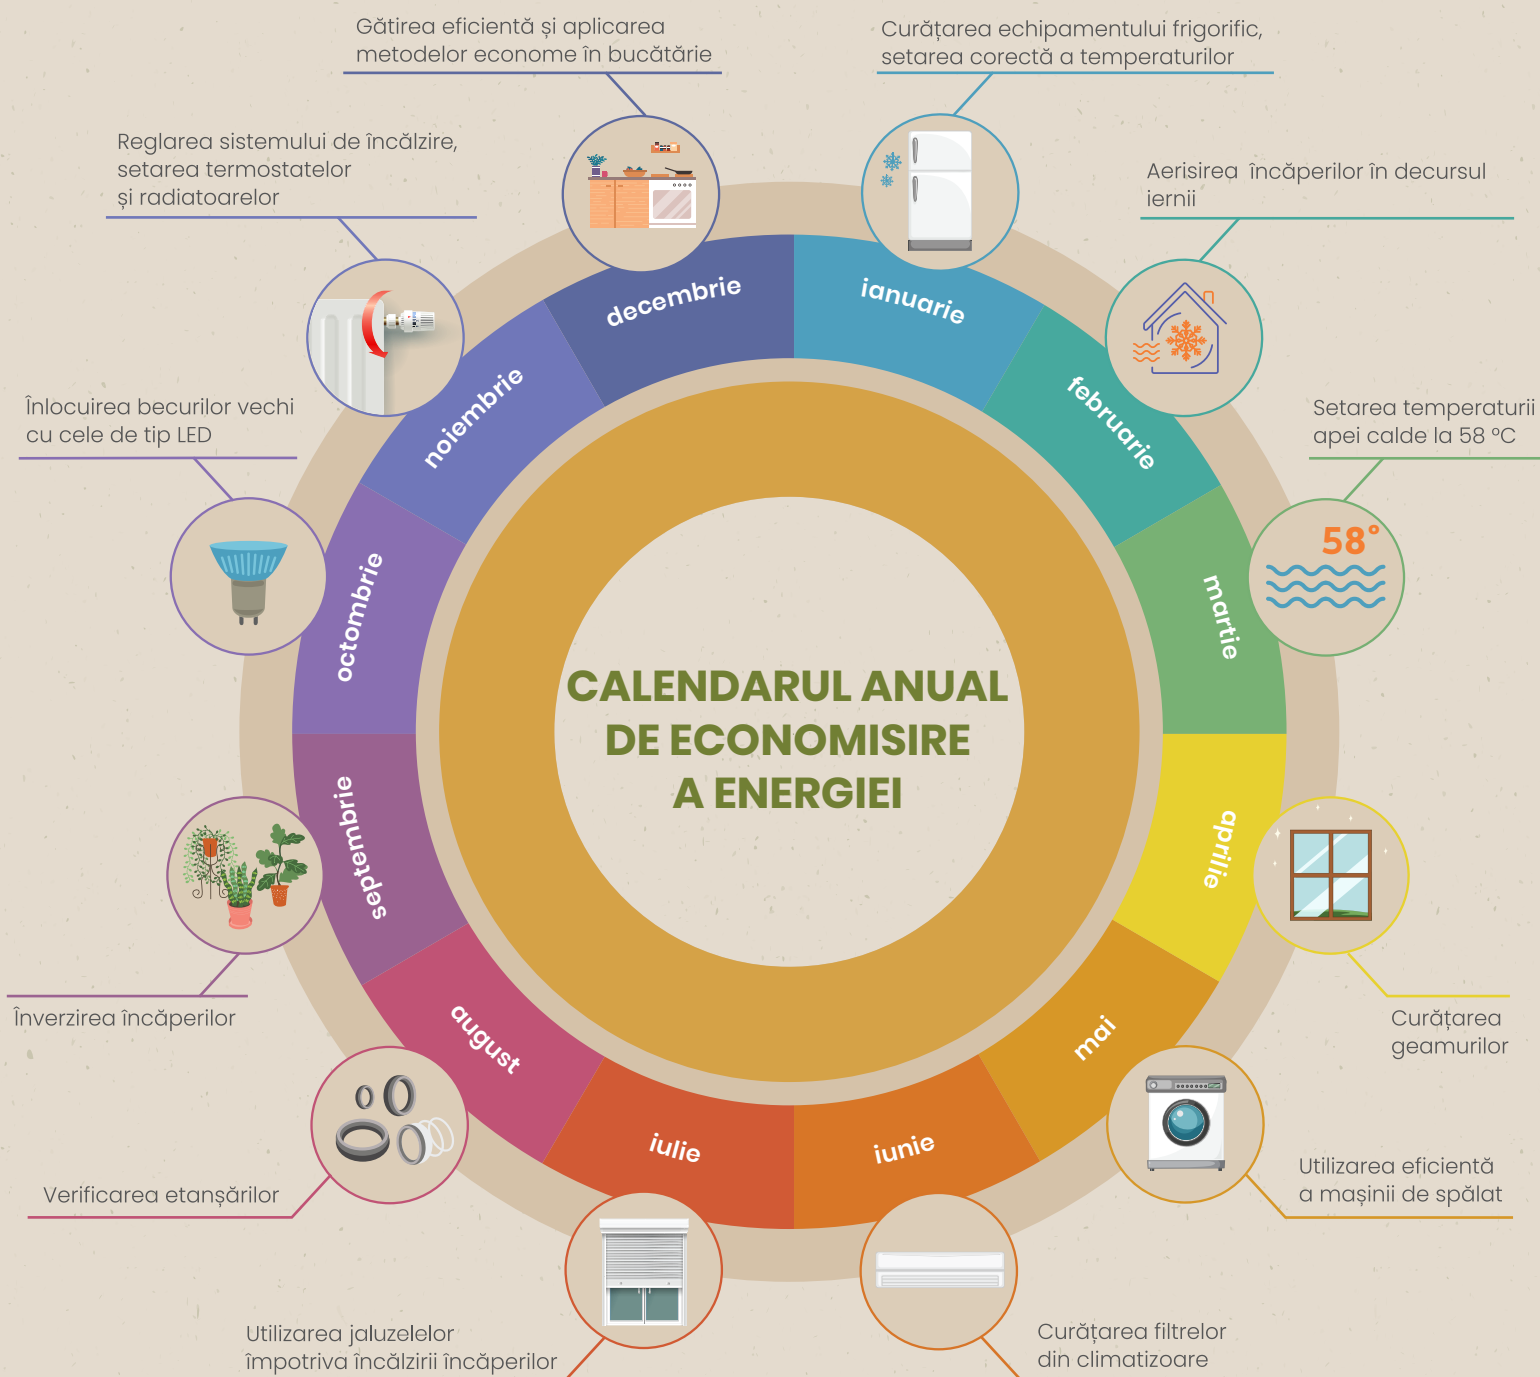 Gătirea eficientă și aplicarea
metodelor econome în bucătărie
Curățarea echipamentului frigorific,
setarea corectă a temperaturilor
Reglarea sistemului de încălzire,
setarea termostatelor
și radiatoarelor
Aerisirea încăperilor în decursul
iernii
Înlocuirea becurilor vechi
cu cele de tip LED
Setarea temperaturii
apei calde la 58 °C
58°
decembrie
ianuarie
februarie
martie
aprilie
mai
iunie
iulie
august
septembrie
octombrie
noiembrie
CALENDARUL ANUAL
DE ECONOMISIRE
A ENERGIEI
Înverzirea încăperilor
Curățarea
geamurilor
Verificarea etanșărilor
Utilizarea eficientă
a mașinii de spălat
Utilizarea jaluzelelor
împotriva încălzirii încăperilor
Curățarea filtrelor
din climatizoare